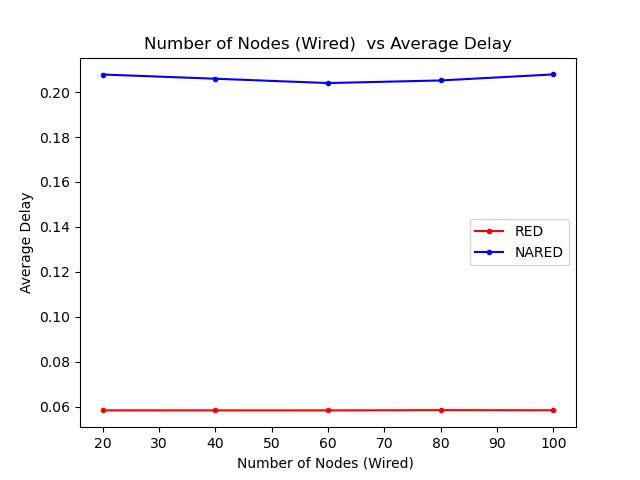 Number of Nodes (Wired)  vs Average Delay
Average Delay
0.20
0.18
0.16
0.14
0.12
0.10
0.08
0.06
RED
NARED
20 30 40 50 60 70 80 90 100
Number of Nodes (Wired)